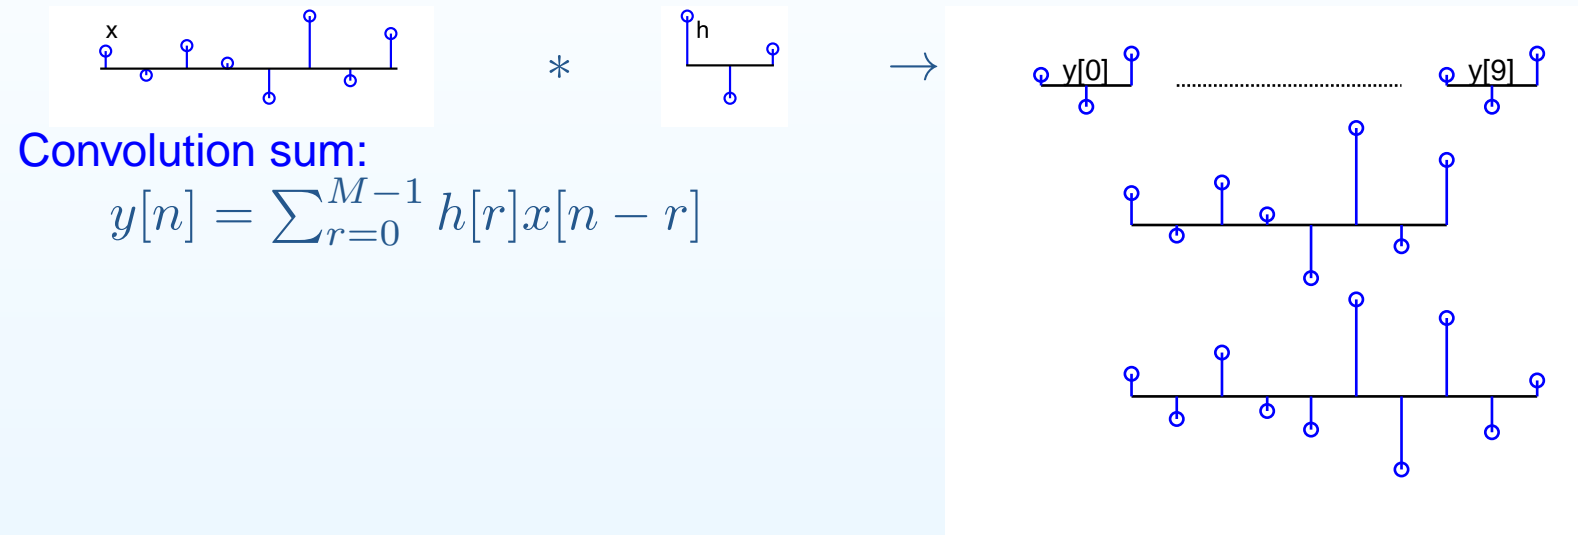 x
h
∗
→
y[0]
y[9]
Convolution sum:
y[n] = ∑_{r=0}^{M−1} h[r]x[n − r]